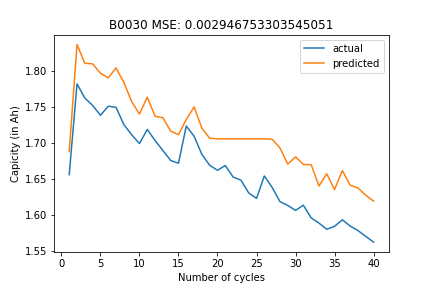 B0030 MSE: 0.002946753303545051
actual
predicted
Capicity (in Ah)
1.80
1.75
1.70
1.65
1.60
1.55
0 5 10 15 20 25 30 35 40
Number of cycles